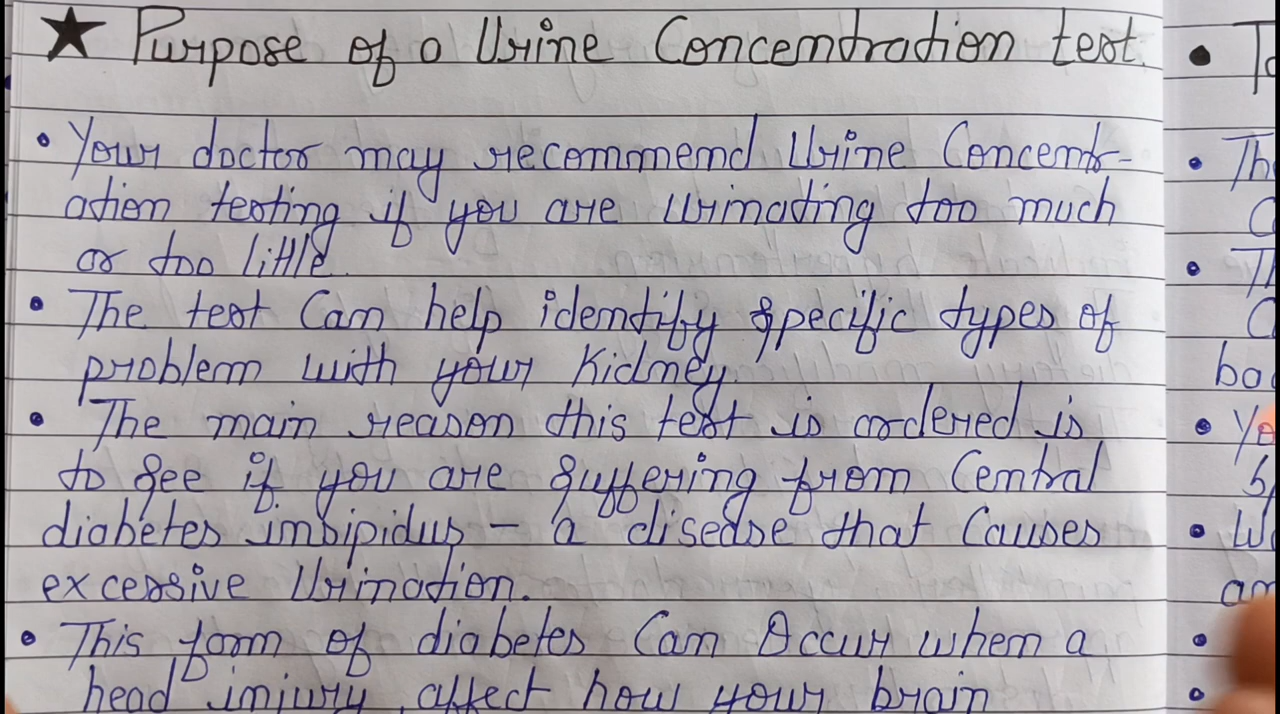 ★ Purpose of a Urine Concentration test.
• Your doctor may recommend Urine Concentr-
ation testing if you are urinating too much
or too little.
• The test Can help identify specific types of
problem with your Kidney.
• The main reason this test is ordered is
to see if you are suffering from Central
diabetes insipidus – a disease that Causes
excessive Urination.
• This form of diabetes Can Occur when a
head injury affect how your brain
•
• Th
•
•
ba
•
•
•
•